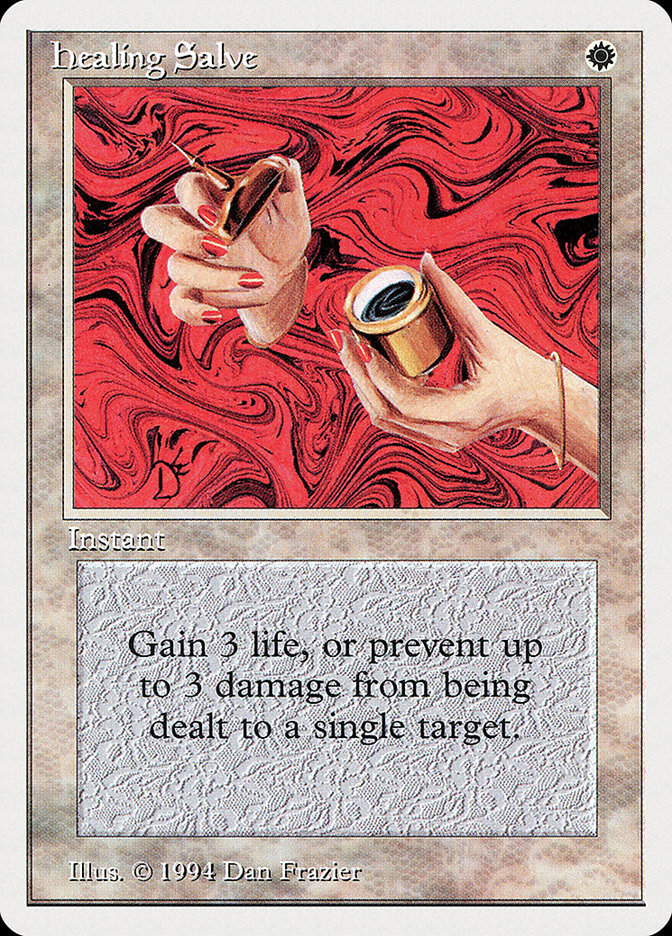 Healing Salve
Instant
Gain 3 life, or prevent up
to 3 damage from being
dealt to a single target.
Illus. © 1994 Dan Frazier